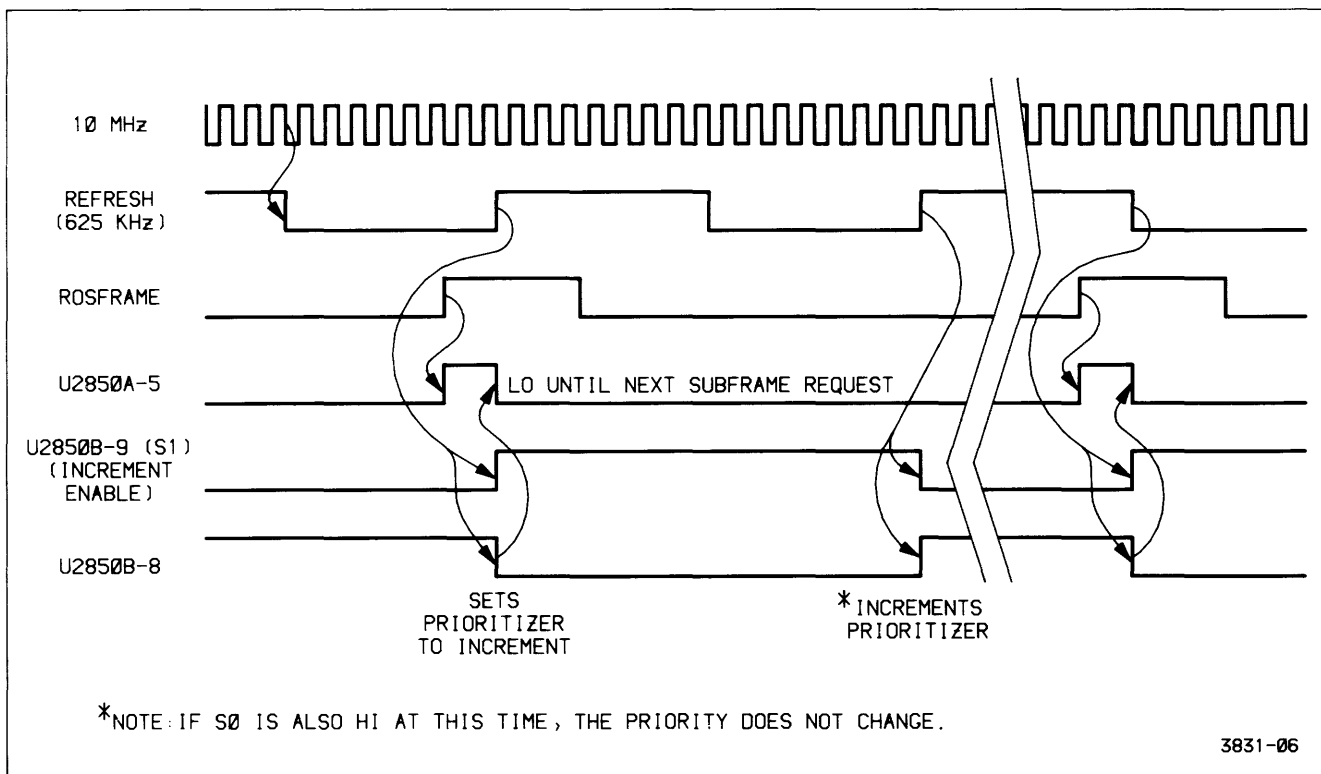 10 MHz
REFRESH
(625 KHz)
ROSFRAME
U2850A-5
LO UNTIL NEXT SUBFRAME REQUEST
U2850B-9 (S1)
(INCREMENT
ENABLE)
U2850B-8
SETS
PRIORITIZER
TO INCREMENT
*INCREMENTS
PRIORITIZER
*NOTE: IF S0 IS ALSO HI AT THIS TIME, THE PRIORITY DOES NOT CHANGE.
3831-06